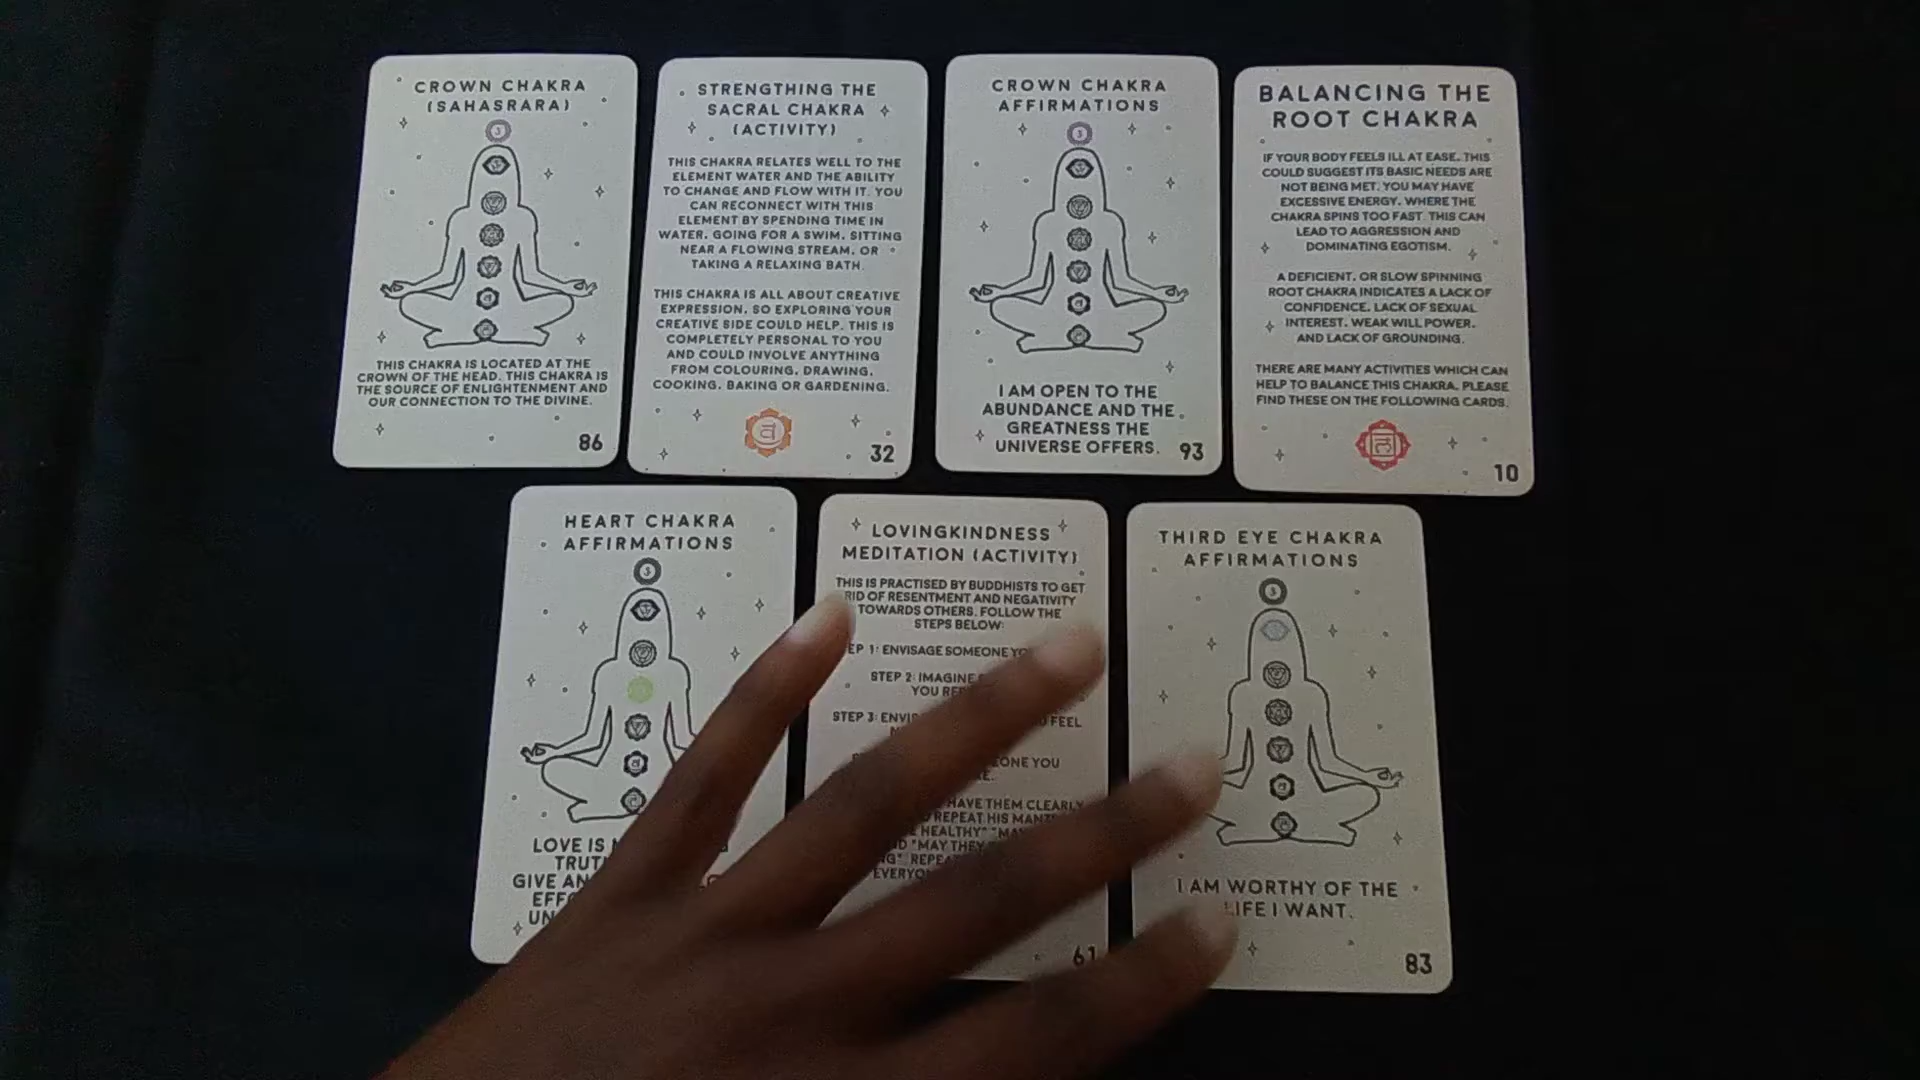 CROWN CHAKRA
(SAHASRARA)
THIS CHAKRA IS LOCATED AT THE
CROWN OF THE HEAD. THIS CHAKRA IS
THE SOURCE OF ENLIGHTENMENT AND
OUR CONNECTION TO THE DIVINE.
86
STRENGTHING THE
SACRAL CHAKRA
(ACTIVITY)
THIS CHAKRA RELATES WELL TO THE
ELEMENT WATER AND THE ABILITY
TO CHANGE AND FLOW WITH IT. YOU
CAN RECONNECT WITH THIS
ELEMENT BY SPENDING TIME IN
WATER. GOING FOR A SWIM. SITTING
NEAR A FLOWING STREAM. OR
TAKING A RELAXING BATH.
THIS CHAKRA IS ALL ABOUT CREATIVE
EXPRESSION. SO EXPLORING YOUR
CREATIVE SIDE COULD HELP. THIS IS
COMPLETELY PERSONAL TO YOU
AND COULD INVOLVE ANYTHING
FROM COLOURING. DRAWING.
COOKING. BAKING OR GARDENING.
32
CROWN CHAKRA
AFFIRMATIONS
I AM OPEN TO THE
ABUNDANCE AND THE
GREATNESS THE
UNIVERSE OFFERS.
93
BALANCING THE
ROOT CHAKRA
IF YOUR BODY FEELS ILL AT EASE. THIS
COULD SUGGEST ITS BASIC NEEDS ARE
NOT BEING MET. YOU MAY HAVE
EXCESSIVE ENERGY. WHERE THE
CHAKRA SPINS TOO FAST. THIS CAN
LEAD TO AGGRESSION AND
DOMINATING EGOTISM.
A DEFICIENT. OR SLOW SPINNING
ROOT CHAKRA INDICATES A LACK OF
CONFIDENCE. LACK OF SEXUAL
INTEREST. WEAK WILL POWER.
AND LACK OF GROUNDING.
THERE ARE MANY ACTIVITIES WHICH CAN
HELP TO BALANCE THIS CHAKRA. PLEASE
FIND THESE ON THE FOLLOWING CARDS.
10
HEART CHAKRA
AFFIRMATIONS
LOVE IS
GIVE
LOVINGKINDNESS
MEDITATION (ACTIVITY)
THIS IS PRACTISED BY BUDDHISTS TO GET
RID OF RESENTMENT AND NEGATIVITY
TOWARDS OTHERS. FOLLOW THE
STEPS BELOW:
1: ENVISAGE SOMEONE
STEP 2: IMAGINE
YOU
STEP 3: FEEL
YOU
HAVE THEM CLEARLY
REPEAT HIS
HEALTHY"
"MAY THEY
61
THIRD EYE CHAKRA
AFFIRMATIONS
I AM WORTHY OF THE
LIFE I WANT.
83